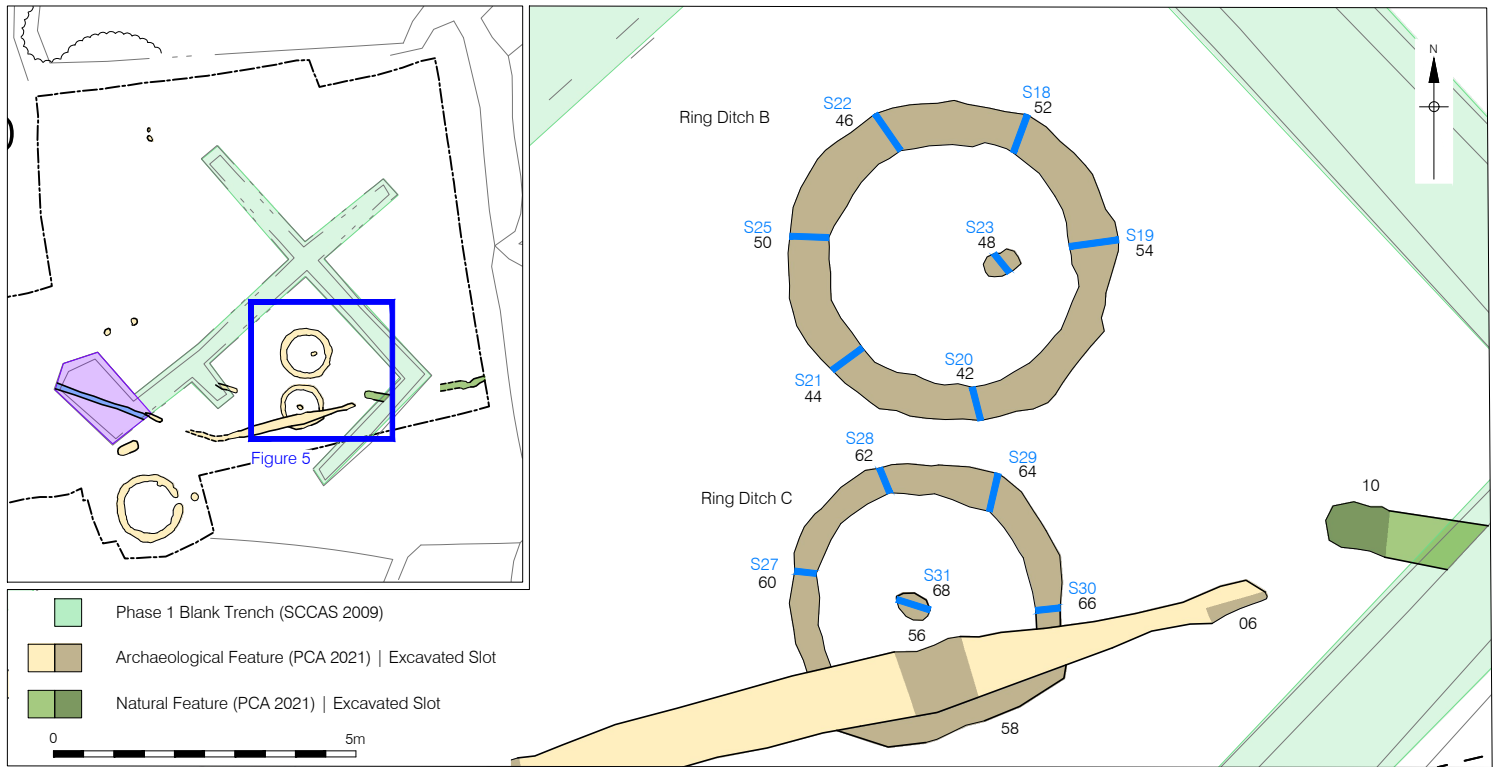 Figure 5
Phase 1 Blank Trench (SCCAS 2009)
Archaeological Feature (PCA 2021) | Excavated Slot
Natural Feature (PCA 2021) | Excavated Slot
0
5m
N
Ring Ditch B
S22
46
S18
52
S25
50
S23
48
S19
54
S21
44
S20
42
Ring Ditch C
S28
62
S29
64
S27
60
S31
68
56
S30
66
58
06
10